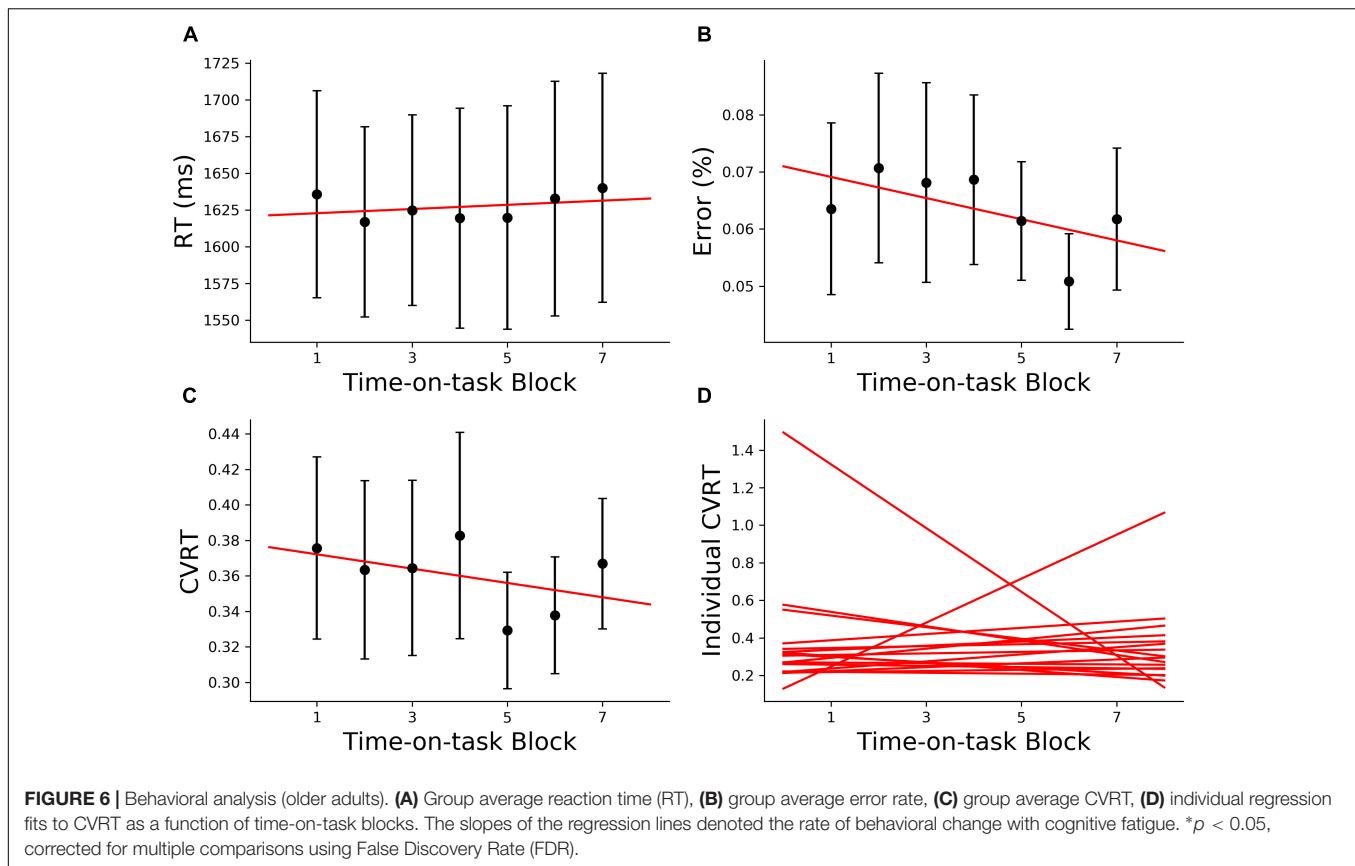 A
1725
1700
1675
1650
1625
1600
1575
1550
RT (ms)
1 3 5 7
Time-on-task Block
B
0.08
0.07
0.06
0.05
Error (%)
1 3 5 7
Time-on-task Block
C
0.44
0.42
0.40
0.38
0.36
0.34
0.32
0.30
CVRT
1 3 5 7
Time-on-task Block
D
1.4
1.2
1.0
0.8
0.6
0.4
0.2
Individual CVRT
1 3 5 7
Time-on-task Block
FIGURE 6 | Behavioral analysis (older adults). (A) Group average reaction time (RT), (B) group average error rate, (C) group average CVRT, (D) individual regression
fits to CVRT as a function of time-on-task blocks. The slopes of the regression lines denoted the rate of behavioral change with cognitive fatigue. *p < 0.05,
corrected for multiple comparisons using False Discovery Rate (FDR).